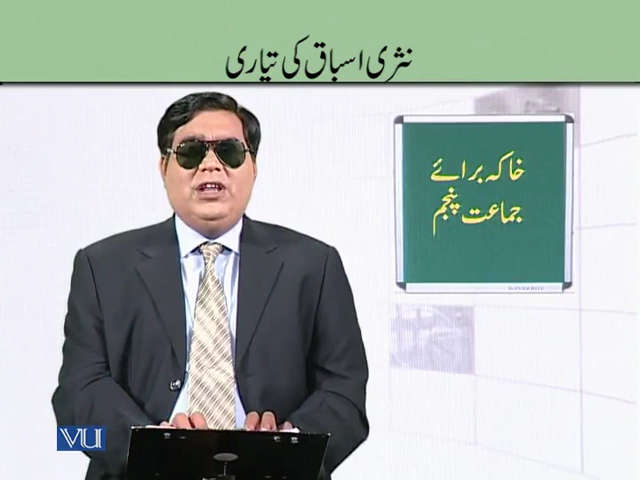 نثری اسباق کی تیاری
خاکہ برائے
جماعت پنجم
VU